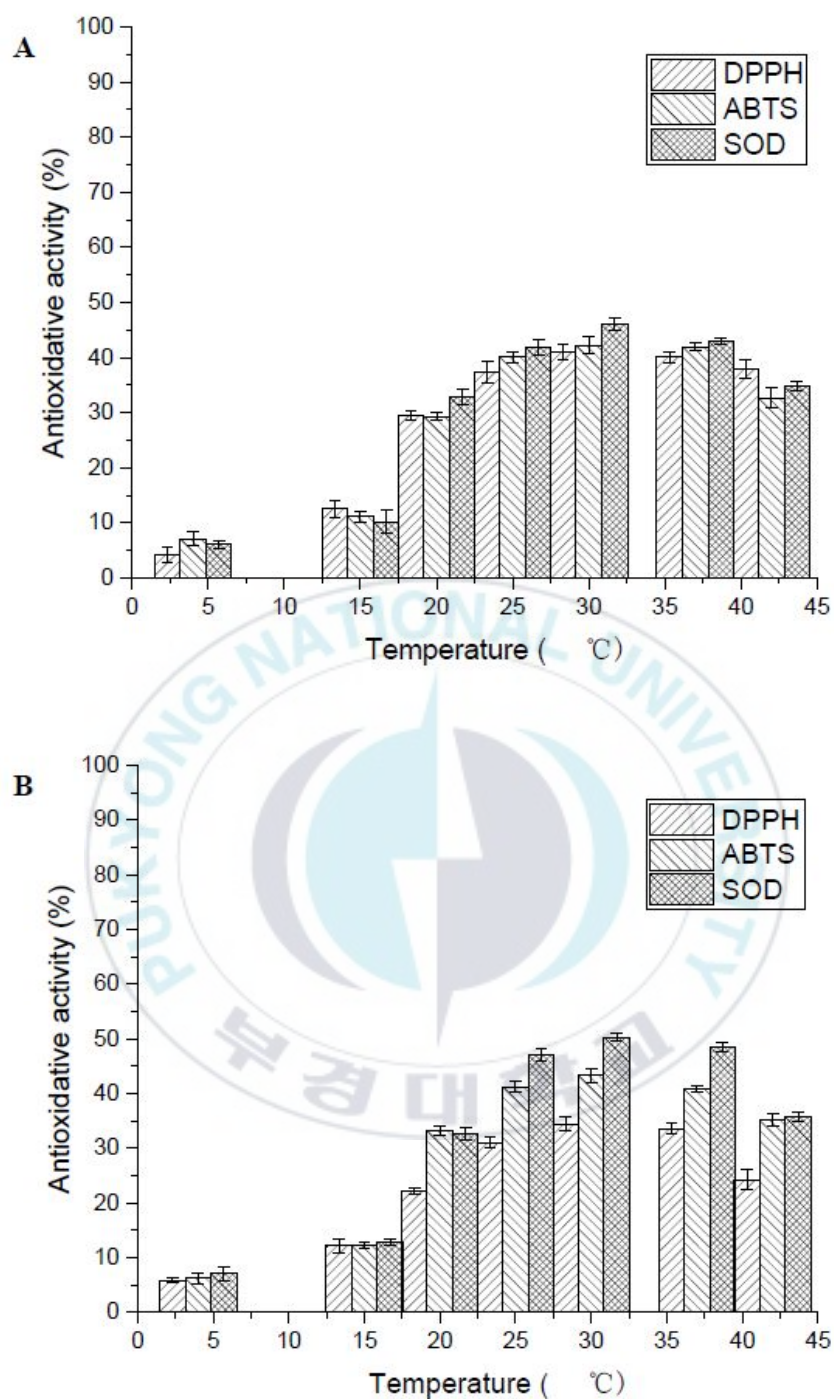 A
100
90
80
70
60
50
40
30
20
10
0
Antioxidative activity (%)
DPPH
ABTS
SOD
0 5 10 15 20 25 30 35 40 45
Temperature ( ℃)
PUKYONG NATIONAL UNIVERSITY
B
100
90
80
70
60
50
40
30
20
10
0
Antioxidative activity (%)
DPPH
ABTS
SOD
부경대학교
0 5 10 15 20 25 30 35 40 45
Temperature ( ℃)